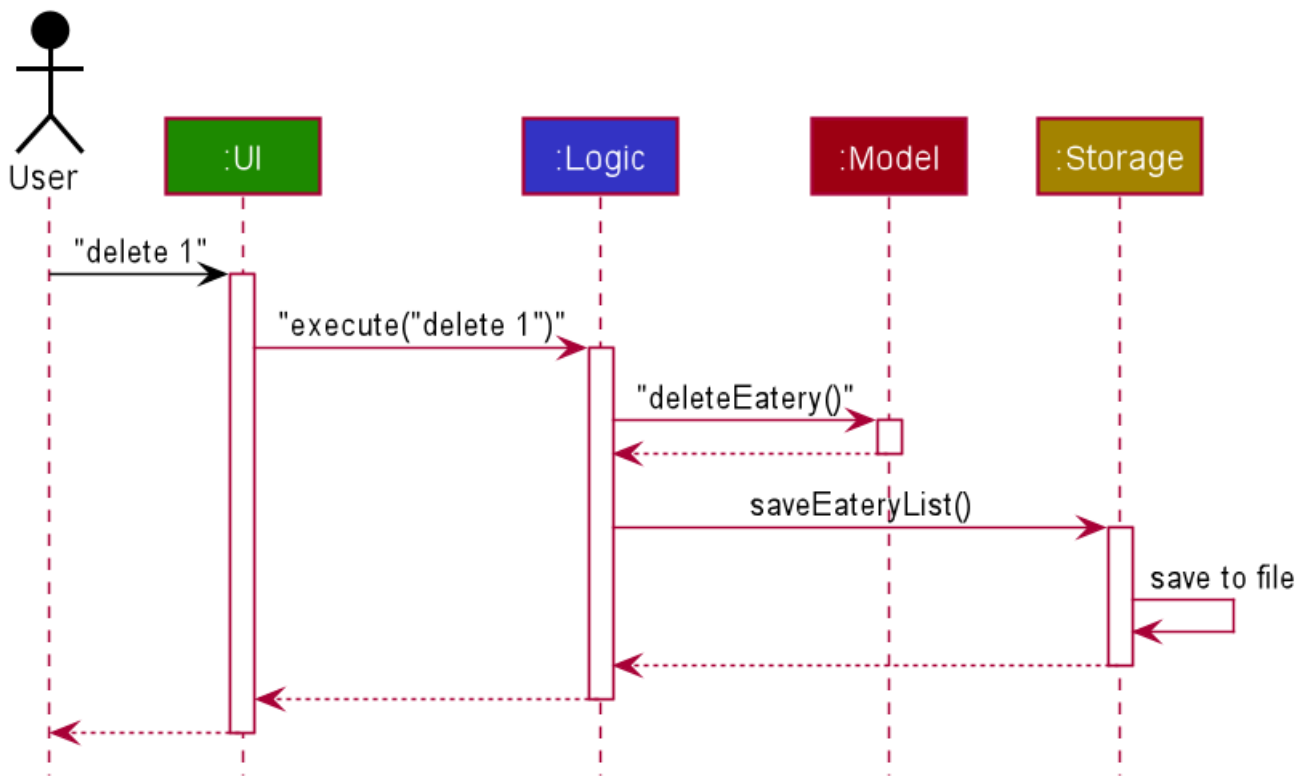 User
:UI
:Logic
:Model
:Storage
"delete 1"
"execute("delete 1")"
"deleteEatery()"
saveEateryList()
save to file